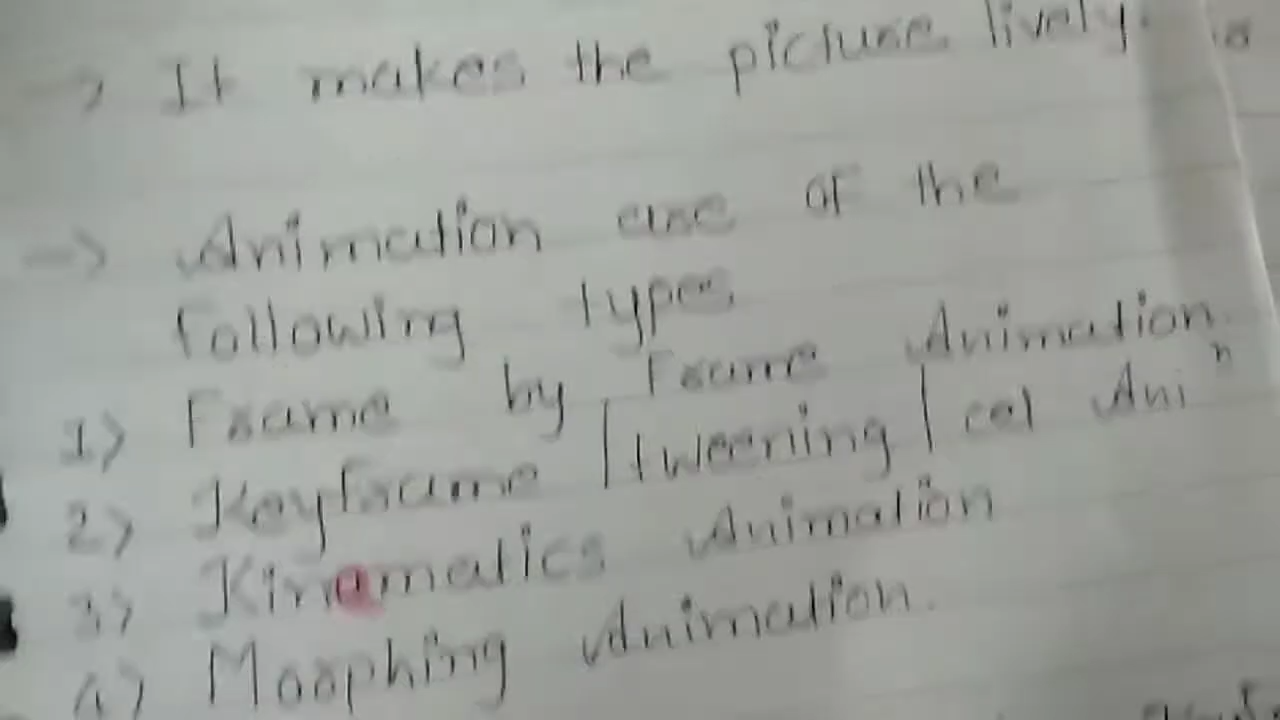 -> It makes the picture lively.
-> Animation are of the
following types
1) Frame by Frame Animation
2) Keyframe / tweening / cel Aniⁿ
3) Kinamatics Animation
4) Morphing Animation.